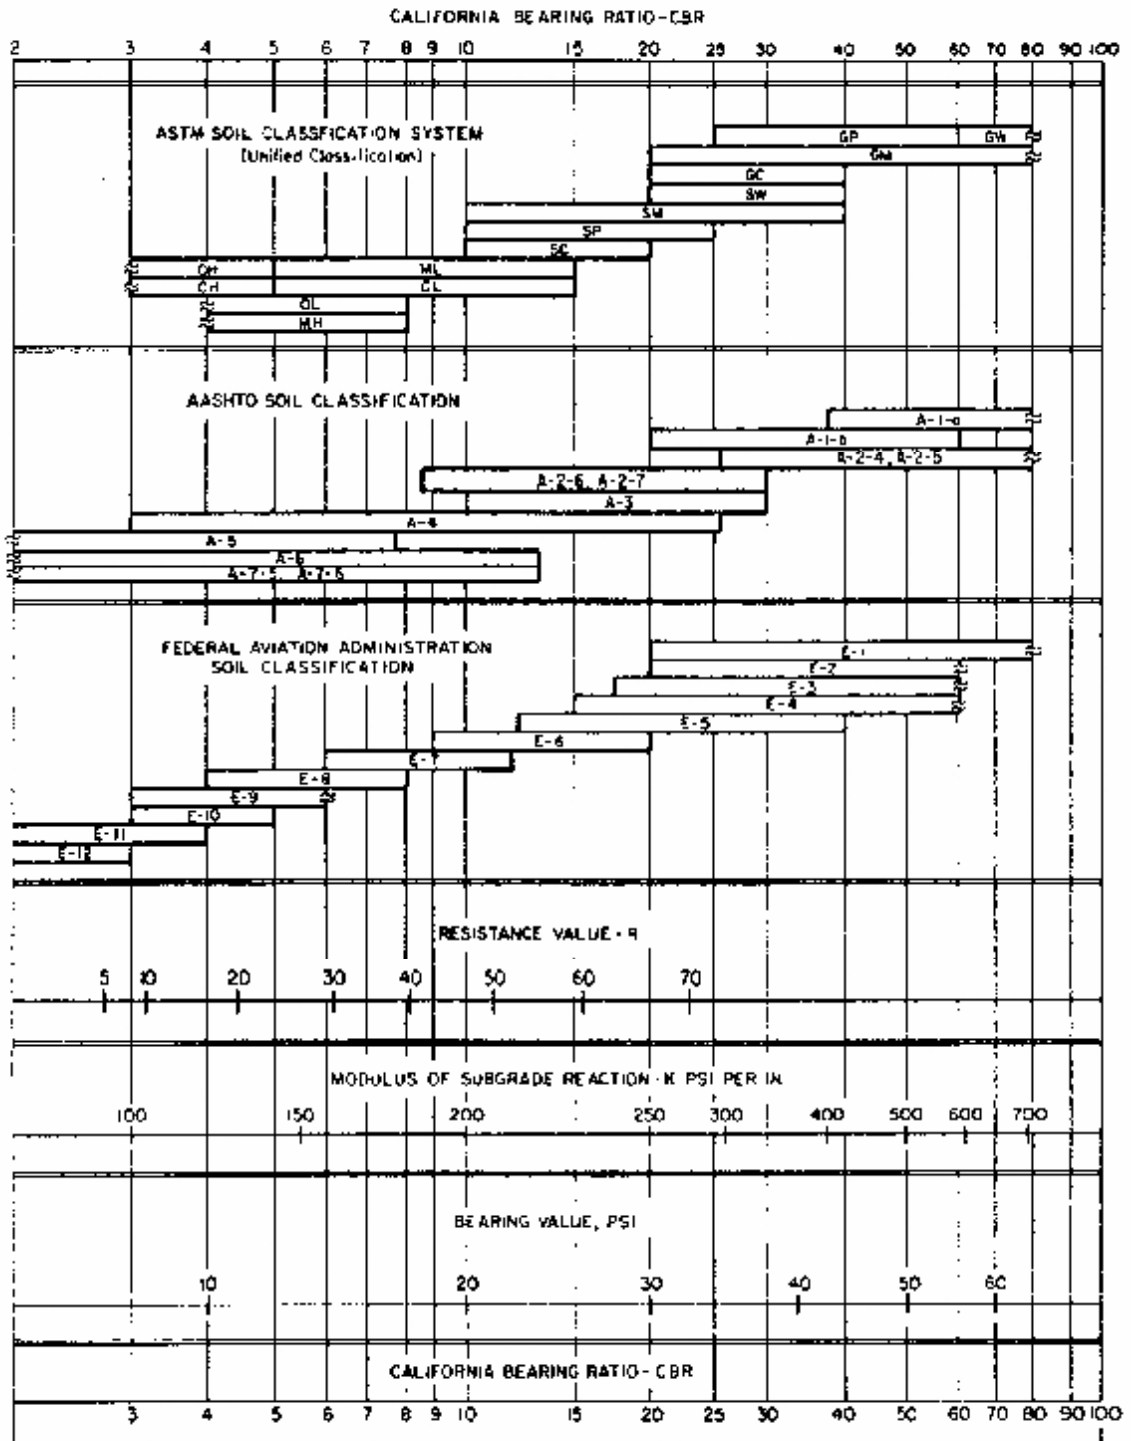 CALIFORNIA BEARING RATIO-CBR
2 3 4 5 6 7 8 9 10 15 20 25 30 40 50 60 70 80 90 100
ASTM SOIL CLASSFICATION SYSTEM
(Unified Classification)
GP GW
GM
GC
SW
SM
SP
SC
OH ML
CH CL
OL
MH
AASHTO SOIL CLASSIFICATION
A-1-a
A-1-b
A-2-4, A-2-5
A-2-6, A-2-7
A-3
A-4
A-5
A-6
A-7-5, A-7-6
FEDERAL AVIATION ADMINISTRATION
SOIL CLASSIFICATION
E-1
E-2
E-3
E-4
E-5
E-6
E-7
E-8
E-9
E-10
E-11
E-12
RESISTANCE VALUE - R
5 10 20 30 40 50 60 70
MODULUS OF SUBGRADE REACTION - K PSI PER IN
100 150 200 250 300 400 500 600 700
BEARING VALUE, PSI
10 20 30 40 50 60
CALIFORNIA BEARING RATIO-CBR
3 4 5 6 7 8 9 10 15 20 25 30 40 50 60 70 80 90 100